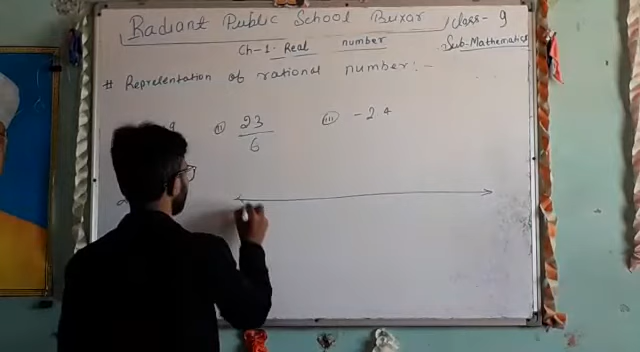 Radiant Public School Buxar / Class - 9
Ch-1. Real number Sub. Mathematics
# Reprelentation of rational number:-
(ii) 23/6 (iii) -2 4